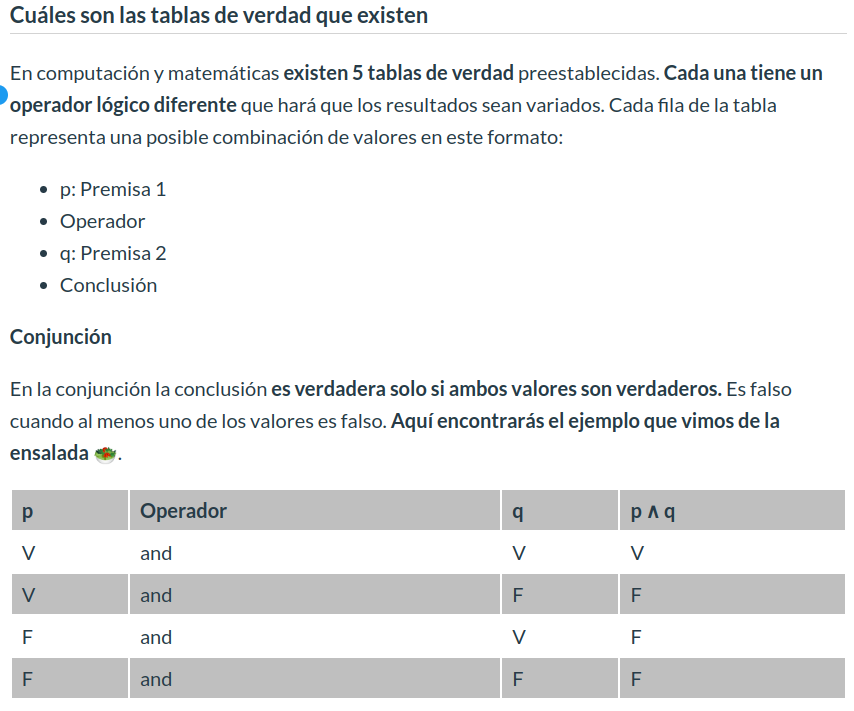 Cuáles son las tablas de verdad que existen
En computación y matemáticas existen 5 tablas de verdad preestablecidas. Cada una tiene un
operador lógico diferente que hará que los resultados sean variados. Cada fila de la tabla
representa una posible combinación de valores en este formato:
• p: Premisa 1
• Operador
• q: Premisa 2
• Conclusión
Conjunción
En la conjunción la conclusión es verdadera solo si ambos valores son verdaderos. Es falso
cuando al menos uno de los valores es falso. Aquí encontrarás el ejemplo que vimos de la
ensalada 🥗.
p Operador q p ∧ q
V and V V
V and F F
F and V F
F and F F